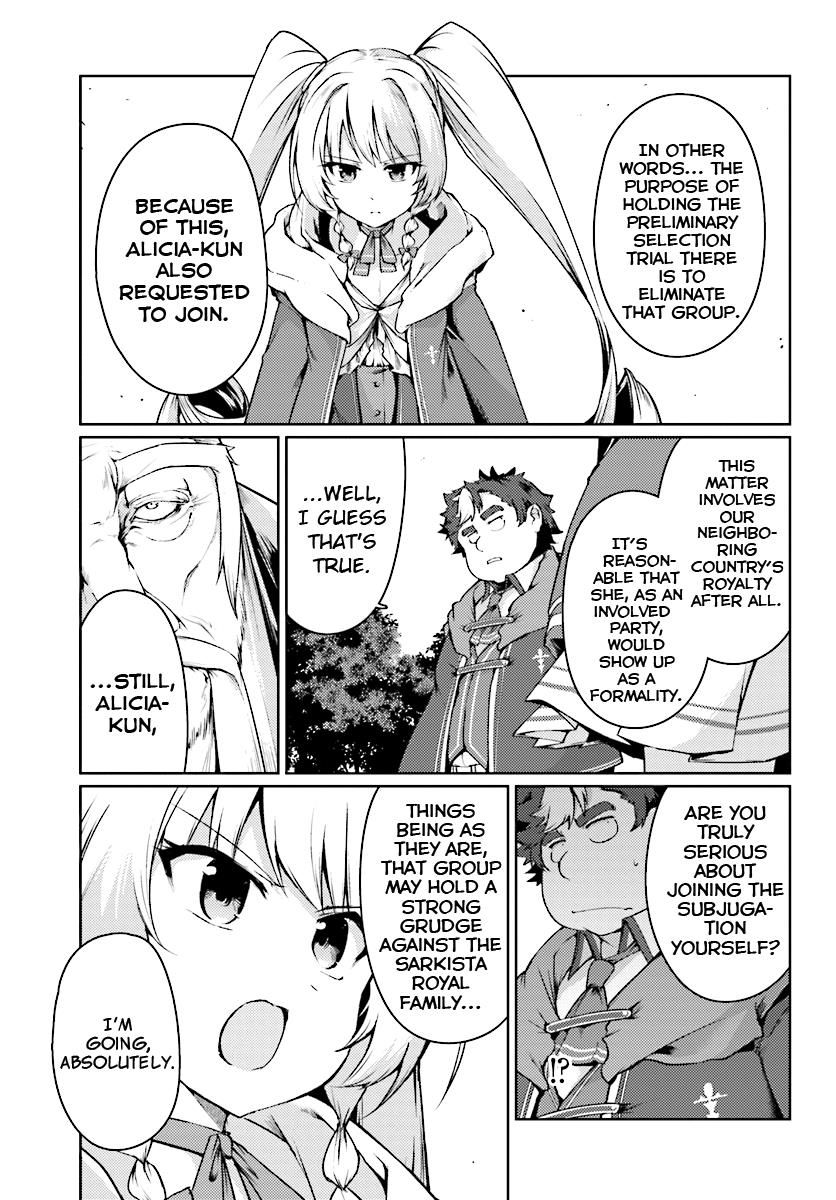 IN OTHER
WORDS... THE
PURPOSE OF
HOLDING THE
PRELIMINARY
SELECTION
TRIAL THERE
IS TO
ELIMINATE
THAT GROUP.
BECAUSE
OF THIS,
ALICIA-KUN
ALSO
REQUESTED
TO JOIN.
THIS
MATTER
INVOLVES
OUR
NEIGHBO-
RING
COUNTRY'S
ROYALTY
AFTER ALL.
IT'S
REASON-
ABLE THAT
SHE, AS AN
INVOLVED
PARTY,
WOULD
SHOW UP
AS A
FORMALITY.
...WELL,
I GUESS
THAT'S
TRUE.
...STILL,
ALICIA-
KUN,
ARE YOU
TRULY
SERIOUS
ABOUT
JOINING THE
SUBJUGA-
TION
YOURSELF?
!?
THINGS
BEING AS
THEY ARE,
THAT GROUP
MAY HOLD A
STRONG
GRUDGE
AGAINST THE
SARKISTA
ROYAL
FAMILY...
I'M
GOING,
ABSOLUTELY.